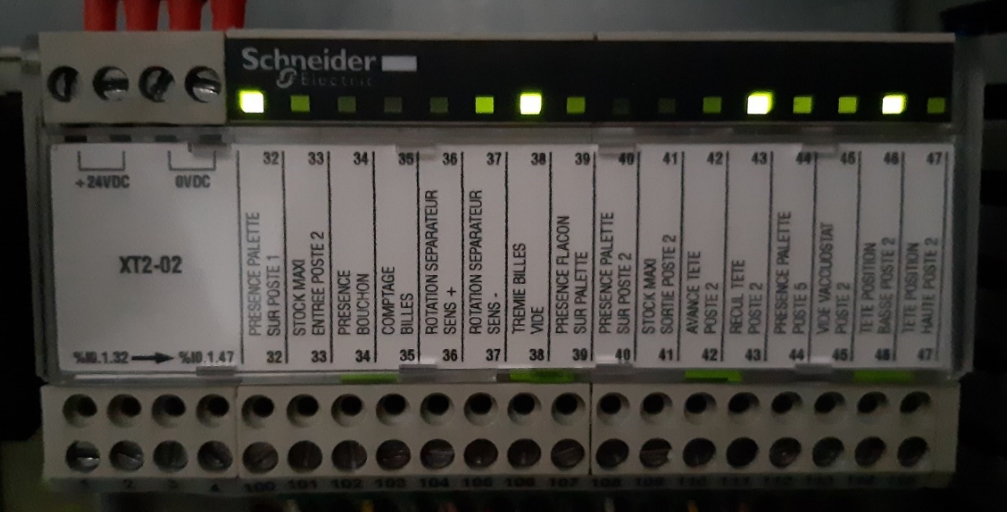 Schneider
Electric
32 33 34 35 36 37 38 39 40 41 42 43 44 45 46 47
+24VDC 0VDC
XT2-02
PRESENCE PALETTE
SUR POSTE 1
STOCK MAXI
ENTREE POSTE 2
PRESENCE
BOUCHON
COMPTAGE
BILLES
ROTATION SEPARATEUR
SENS +
ROTATION SEPARATEUR
SENS -
TREMIE BILLES
VIDE
PRESENCE FLACON
SUR PALETTE
PRESENCE PALETTE
SUR POSTE 2
STOCK MAXI
SORTIE POSTE 2
AVANCE TETE
POSTE 2
RECUL TETE
POSTE 2
PRESENCE PALETTE
POSTE 5
VIDE VACUOSTAT
POSTE 2
TETE POSITION
BASSE POSTE 2
TETE POSITION
HAUTE POSTE 2
%I0.1.32 %I0.1.47
32 33 34 35 36 37 38 39 40 41 42 43 44 45 46 47
1 2 3 4 100 101 102 103 104 105 106 107 108 109